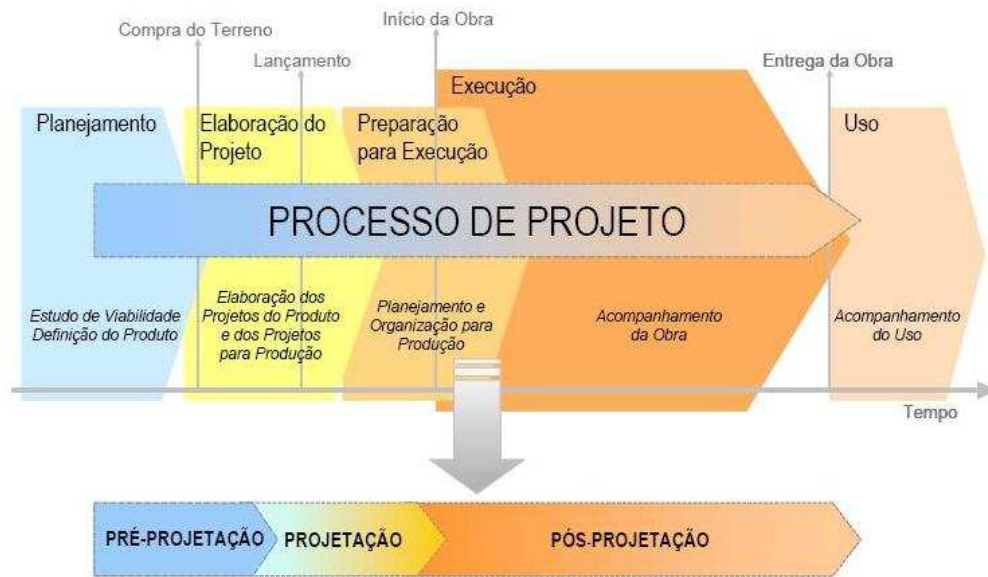 Compra do Terreno
Lançamento
Início da Obra
Entrega da Obra
Planejamento
Elaboração do
Projeto
Preparação
para Execução
Execução
Uso
PROCESSO DE PROJETO
Estudo de Viabilidade
Definição do Produto
Elaboração dos
Projetos do Produto
e dos Projetos
para Produção
Planejamento e
Organização para
Produção
Acompanhamento
da Obra
Acompanhamento
do Uso
Tempo
PRÉ-PROJETAÇÃO
PROJETAÇÃO
PÓS-PROJETAÇÃO